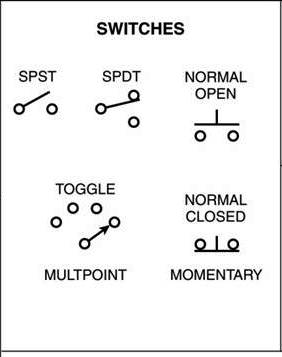 SWITCHES
SPST
SPDT
NORMAL
OPEN
TOGGLE
MULTPOINT
NORMAL
CLOSED
MOMENTARY